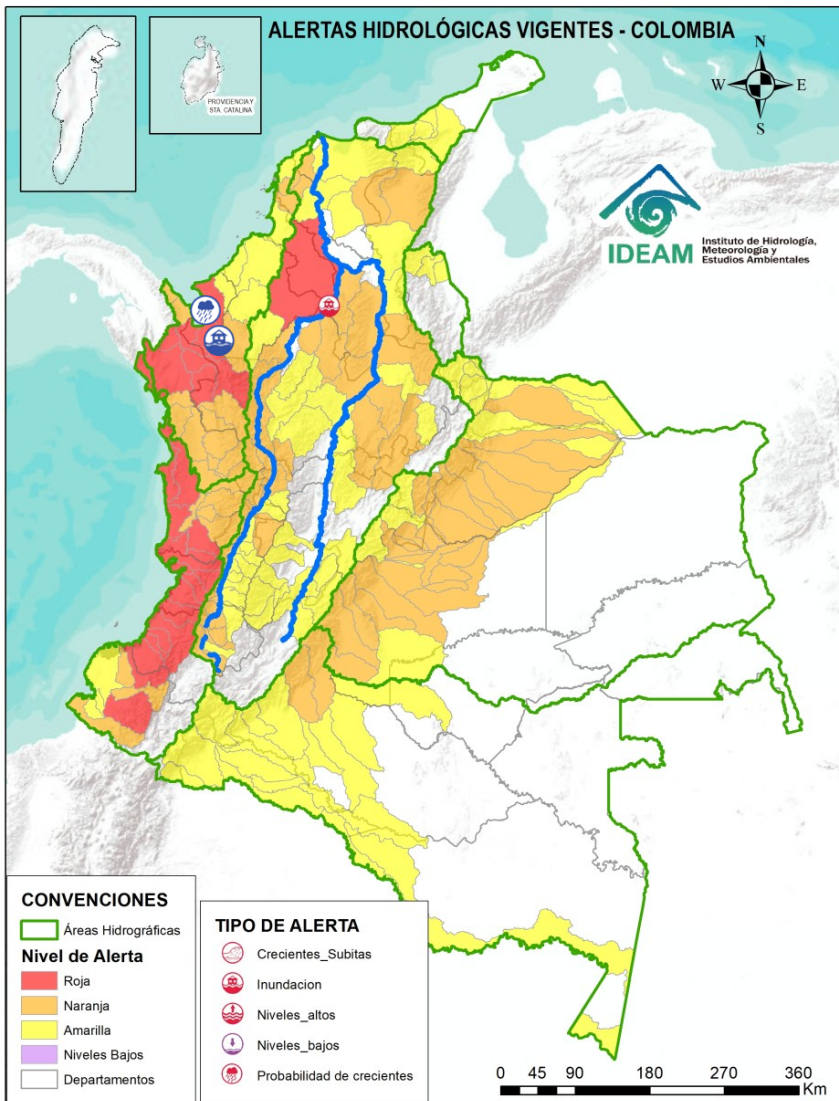 ALERTAS HIDROLÓGICAS VIGENTES - COLOMBIA
PROVIDENCIA Y
STA. CATALINA
N
W
E
S
IDEAM
Instituto de Hidrología,
Meteorología y
Estudios Ambientales
CONVENCIONES
Áreas Hidrográficas
Nivel de Alerta
Roja
Naranja
Amarilla
Niveles Bajos
Departamentos
TIPO DE ALERTA
Crecientes_Subitas
Inundacion
Niveles_altos
Niveles_bajos
Probabilidad de crecientes
0 45 90 180 270 360
Km